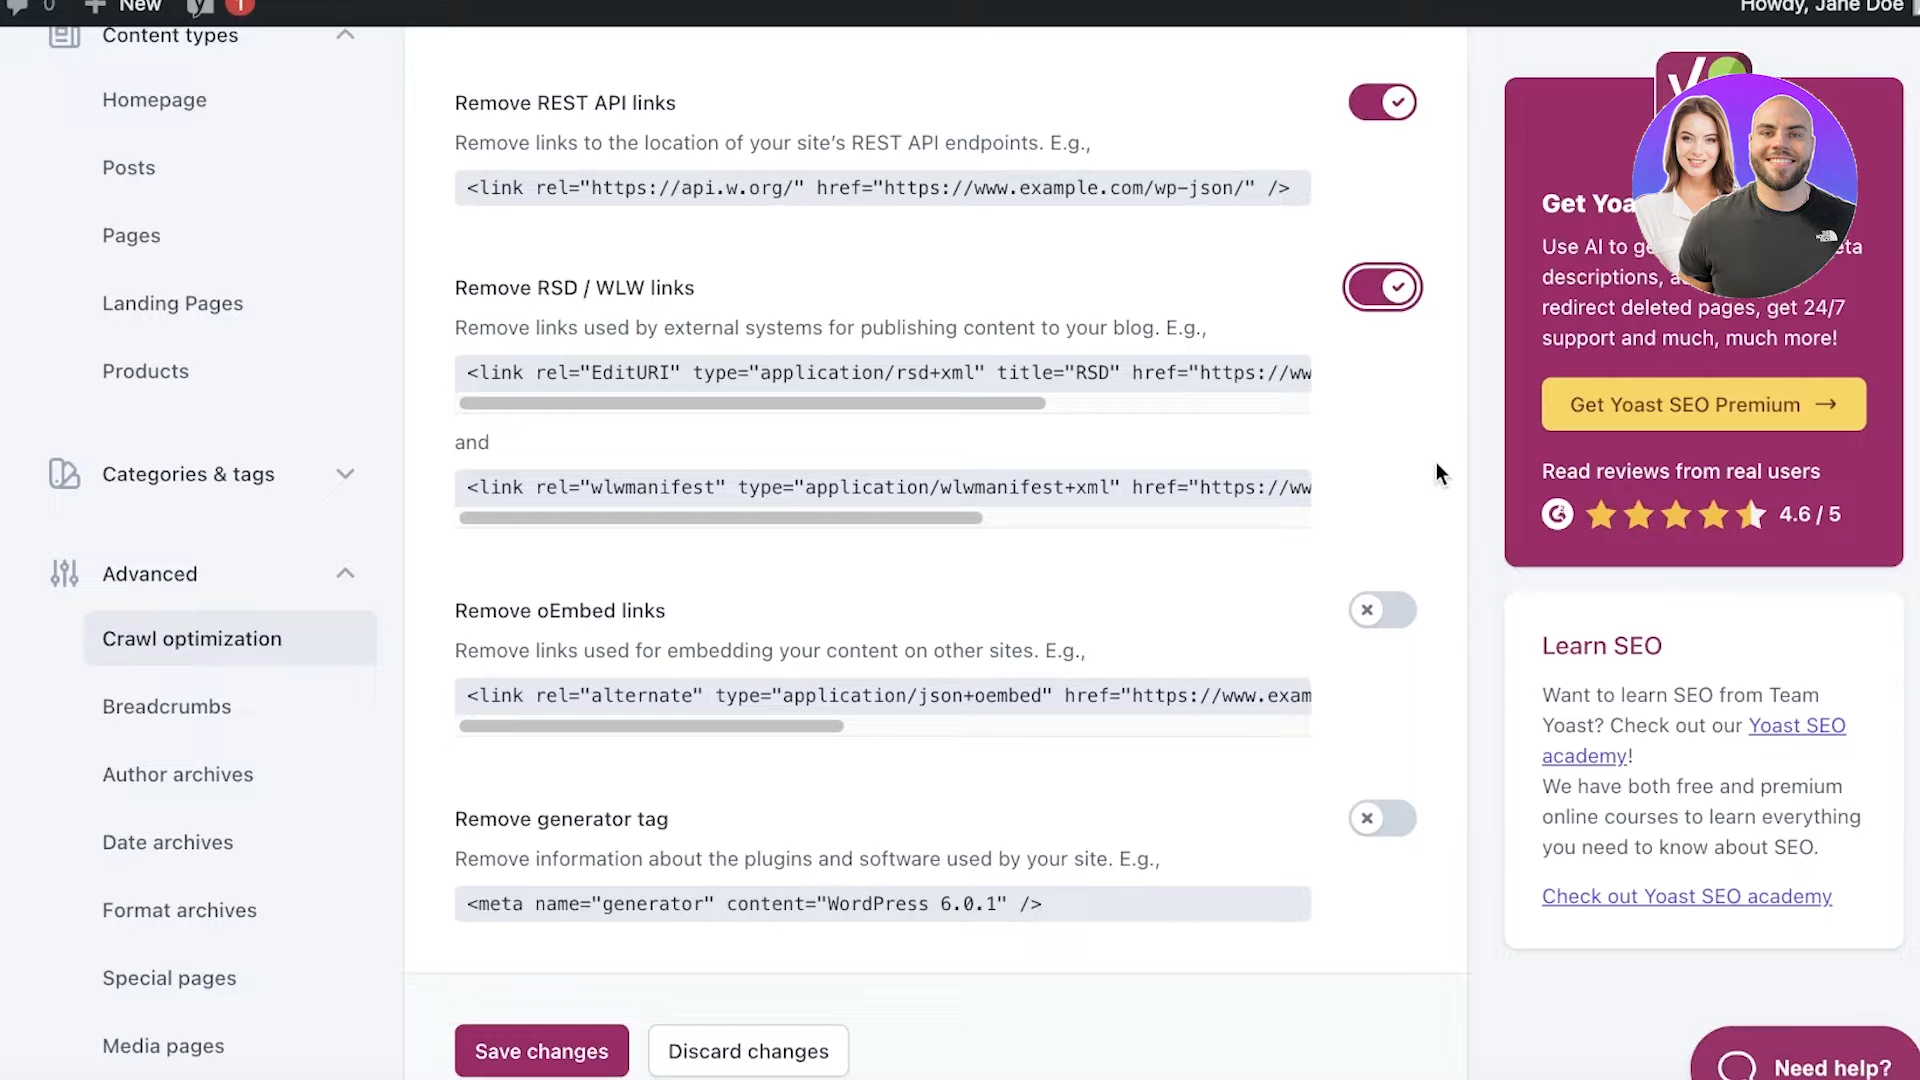 0 New 1
Howdy, Jane Doe
Content types
Homepage
Posts
Pages
Landing Pages
Products
Categories & tags
Advanced
Crawl optimization
Breadcrumbs
Author archives
Date archives
Format archives
Special pages
Media pages
Remove REST API links
Remove links to the location of your site’s REST API endpoints. E.g.,
<link rel="https://api.w.org/" href="https://www.example.com/wp-json/" />
Remove RSD / WLW links
Remove links used by external systems for publishing content to your blog. E.g.,
<link rel="EditURI" type="application/rsd+xml" title="RSD" href="https://ww
and
<link rel="wlwmanifest" type="application/wlwmanifest+xml" href="https://ww
Remove oEmbed links
Remove links used for embedding your content on other sites. E.g.,
<link rel="alternate" type="application/json+oembed" href="https://www.exam
Remove generator tag
Remove information about the plugins and software used by your site. E.g.,
<meta name="generator" content="WordPress 6.0.1" />
Save changes
Discard changes
Get
Use AI to
descriptions,
redirect deleted pages, get 24/7
support and much, much more!
Get Yoast SEO Premium →
Read reviews from real users
4.6 / 5
Learn SEO
Want to learn SEO from Team
Yoast? Check out our Yoast SEO
academy!
We have both free and premium
online courses to learn everything
you need to know about SEO.
Check out Yoast SEO academy
Need help?